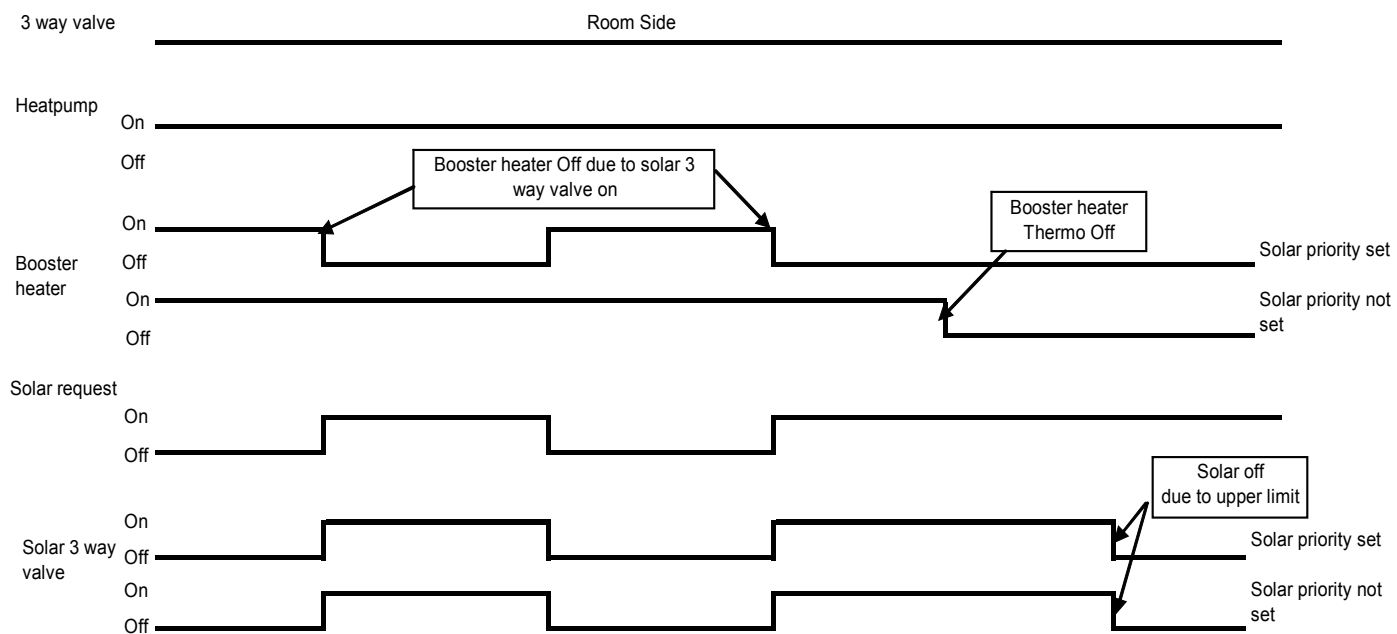 3 way valve
Room Side
Heatpump
On
Off
Booster heater Off due to solar 3
way valve on
Booster heater
Thermo Off
On
Off
Solar priority set
Booster
heater
On
Off
Solar priority not
set
Solar request
On
Off
Solar off
due to upper limit
On
Off
Solar priority set
Solar 3 way
valve
On
Off
Solar priority not
set